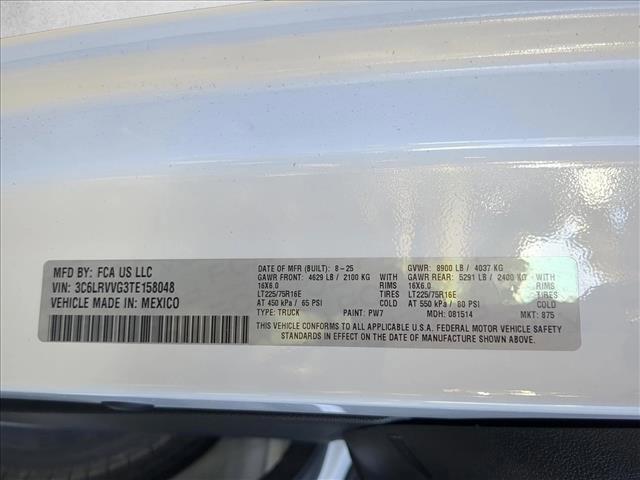 MFD BY: FCA US LLC
VIN: 3C6LRVVG3TE158048
VEHICLE MADE IN: MEXICO
DATE OF MFR (BUILT): 8-25 GVWR: 8900 LB / 4037 KG
GAWR FRONT: 4629 LB / 2100 KG GAWR REAR: 5291 LB / 2400 KG
16X6.0 RIMS 16X6.0 WITH RIMS
LT225/75R16E TIRES LT225/75R16E TIRES
AT 450 kPa / 65 PSI COLD AT 550 kPa / 80 PSI COLD
TYPE: TRUCK PAINT: PW7 MDH: 081514 MKT: 875
THIS VEHICLE CONFORMS TO ALL APPLICABLE U.S.A. FEDERAL MOTOR VEHICLE SAFETY
STANDARDS IN EFFECT ON THE DATE OF MANUFACTURE SHOWN ABOVE.